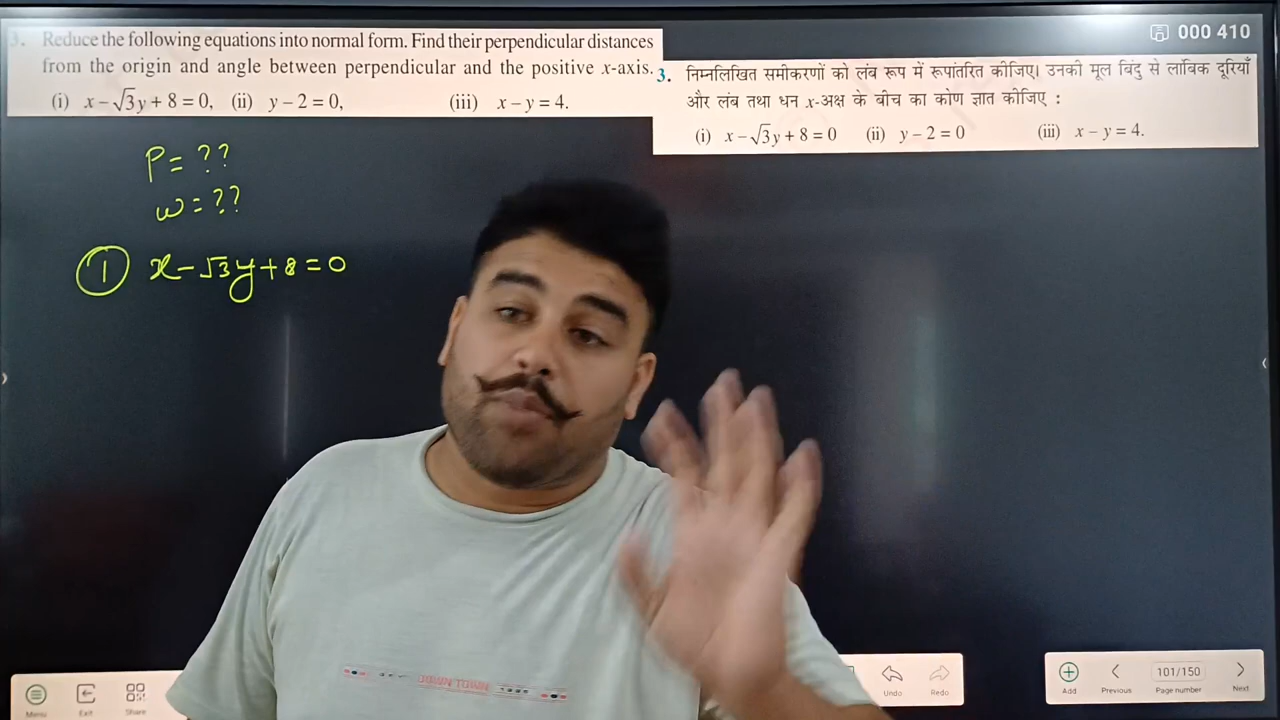 3. Reduce the following equations into normal form. Find their perpendicular distances
from the origin and angle between perpendicular and the positive x-axis.
(i) x – √3y + 8 = 0, (ii) y – 2 = 0, (iii) x – y = 4.
000 410
3. निम्नलिखित समीकरणों को लंब रूप में रूपांतरित कीजिए। उनकी मूल बिंदु से लांबिक दूरियाँ
और लंब तथा धन x-अक्ष के बीच का कोण ज्ञात कीजिए :
(i) x – √3y + 8 = 0 (ii) y – 2 = 0 (iii) x – y = 4.
P = ??
ω = ??
① x – √3y + 8 = 0
DOWN TOWN
Menu Exit Share
Undo Redo
Add Previous 101/150 Page number Next